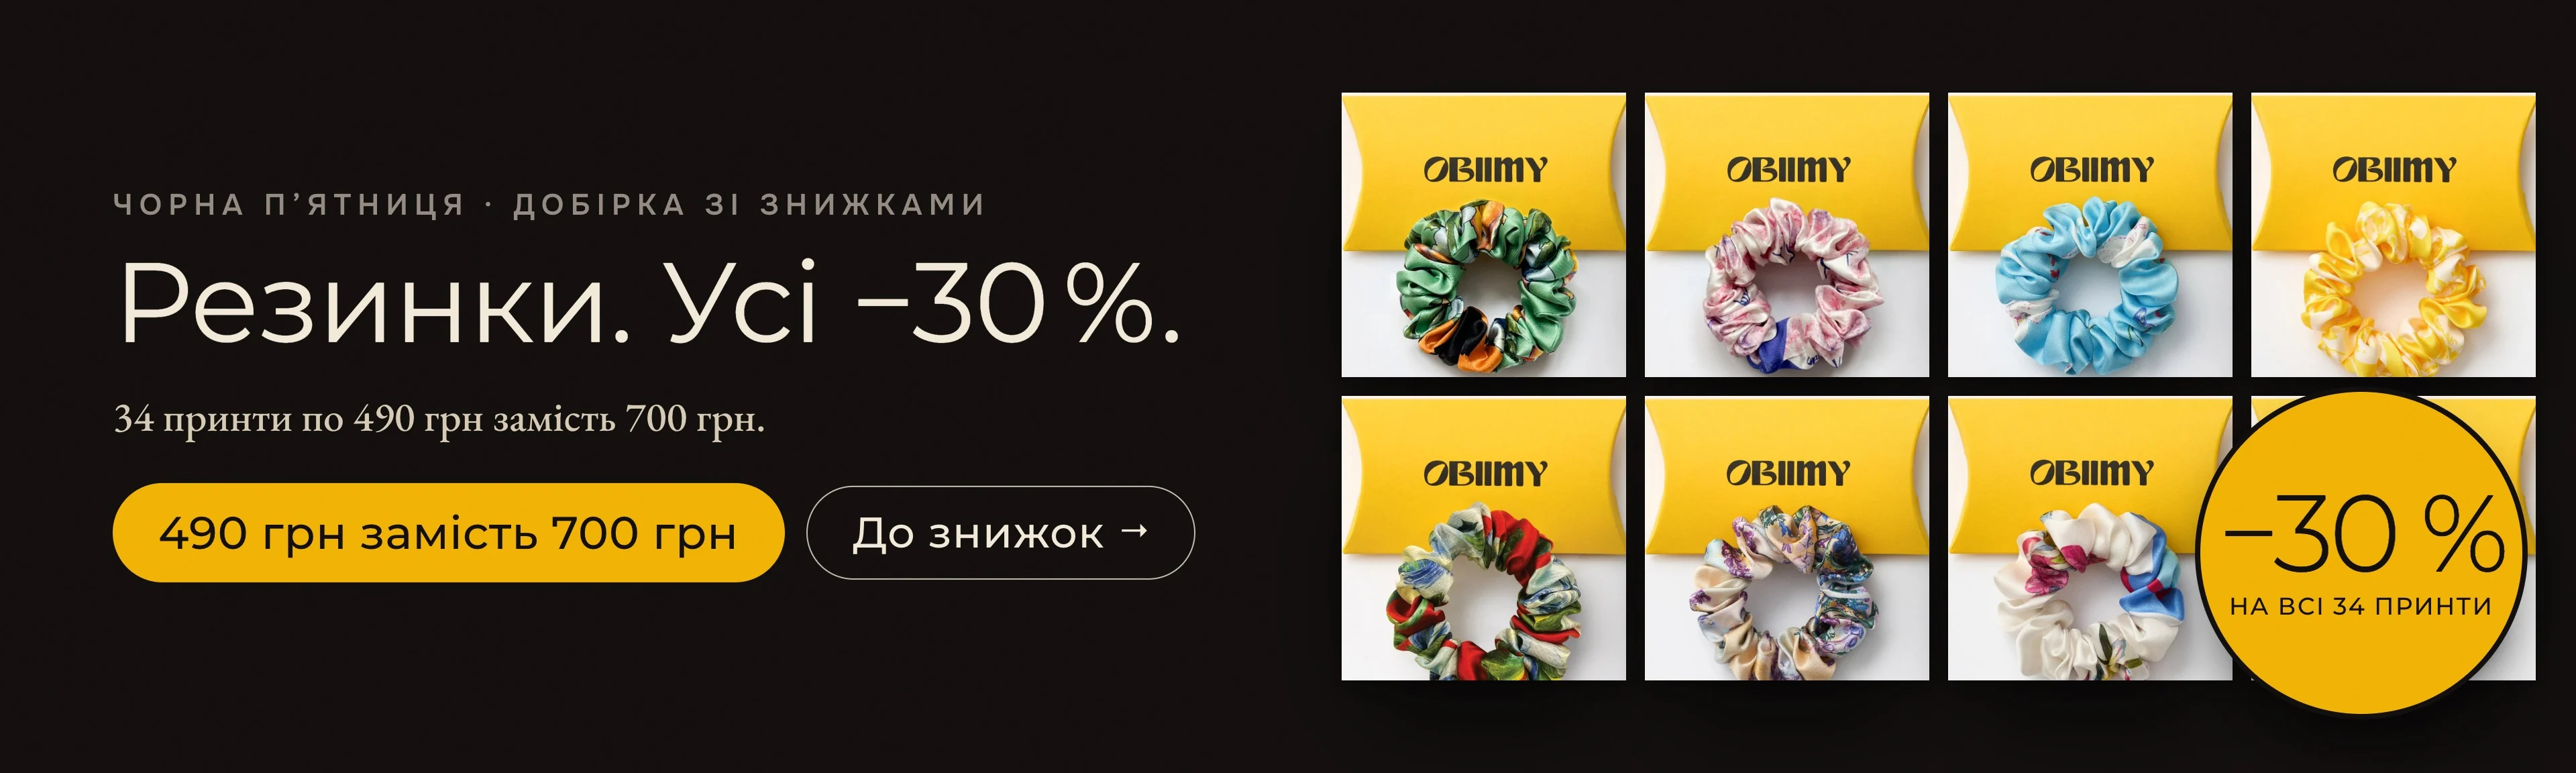 ЧОРНА П’ЯТНИЦЯ · ДОБІРКА ЗІ ЗНИЖКАМИ
Резинки. Усі −30 %.
34 принти по 490 грн замість 700 грн.
490 грн замість 700 грн
До знижок →
OBIIMY
OBIIMY
OBIIMY
OBIIMY
OBIIMY
OBIIMY
OBIIMY
−30 %
НА ВСІ 34 ПРИНТИ